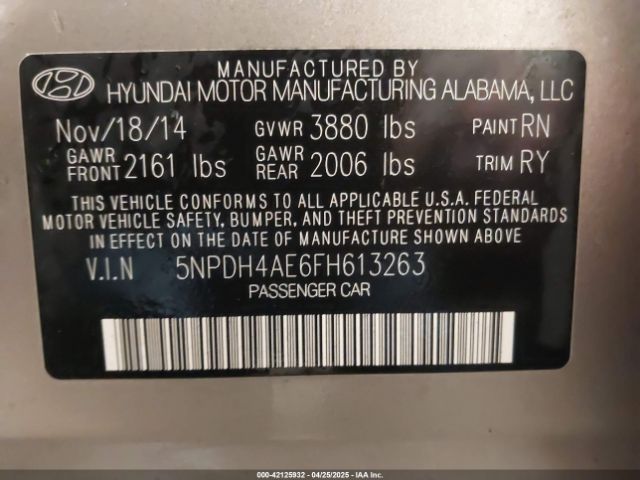 MANUFACTURED BY
HYUNDAI MOTOR MANUFACTURING ALABAMA, LLC
Nov/18/14 GVWR 3880 lbs PAINT RN
GAWR FRONT 2161 lbs GAWR REAR 2006 lbs TRIM RY
THIS VEHICLE CONFORMS TO ALL APPLICABLE U.S.A. FEDERAL
MOTOR VEHICLE SAFETY, BUMPER, AND THEFT PREVENTION STANDARDS
IN EFFECT ON THE DATE OF MANUFACTURE SHOWN ABOVE.
V.I.N 5NPDH4AE6FH613263
PASSENGER CAR
000-42125932 - 04/25/2025 - COPYRIGHT IAA, LLC.